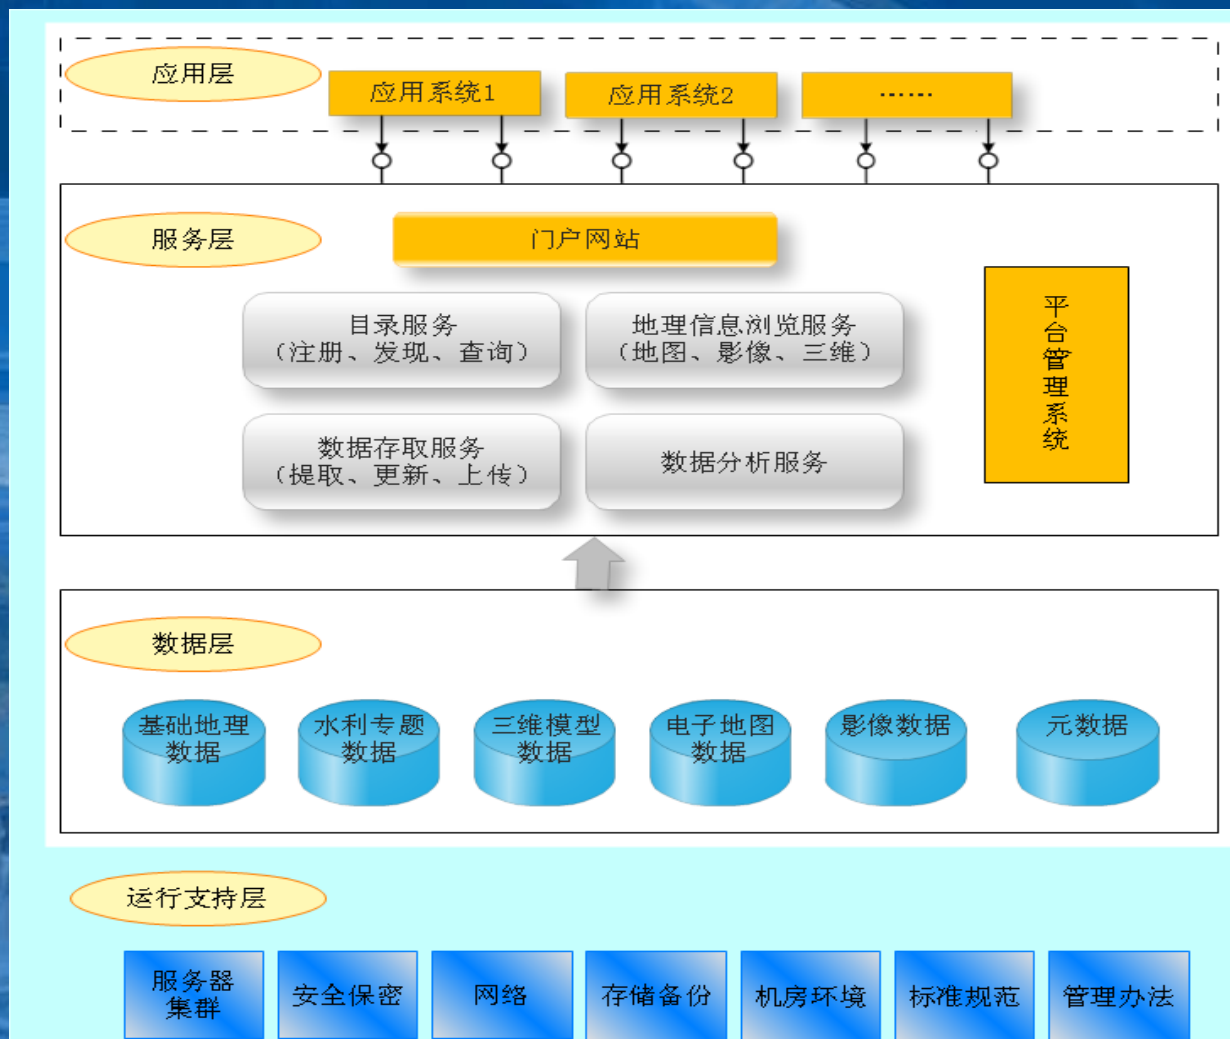 应用层
应用系统1
应用系统2
……
服务层
门户网站
目录服务
（注册、发现、查询）
地理信息浏览服务
（地图、影像、三维）
数据存取服务
（提取、更新、上传）
数据分析服务
平台管理系统
数据层
基础地理
数据
水利专题
数据
三维模型
数据
电子地图
数据
影像数据
元数据
运行支持层
服务器
集群
安全保密
网络
存储备份
机房环境
标准规范
管理办法